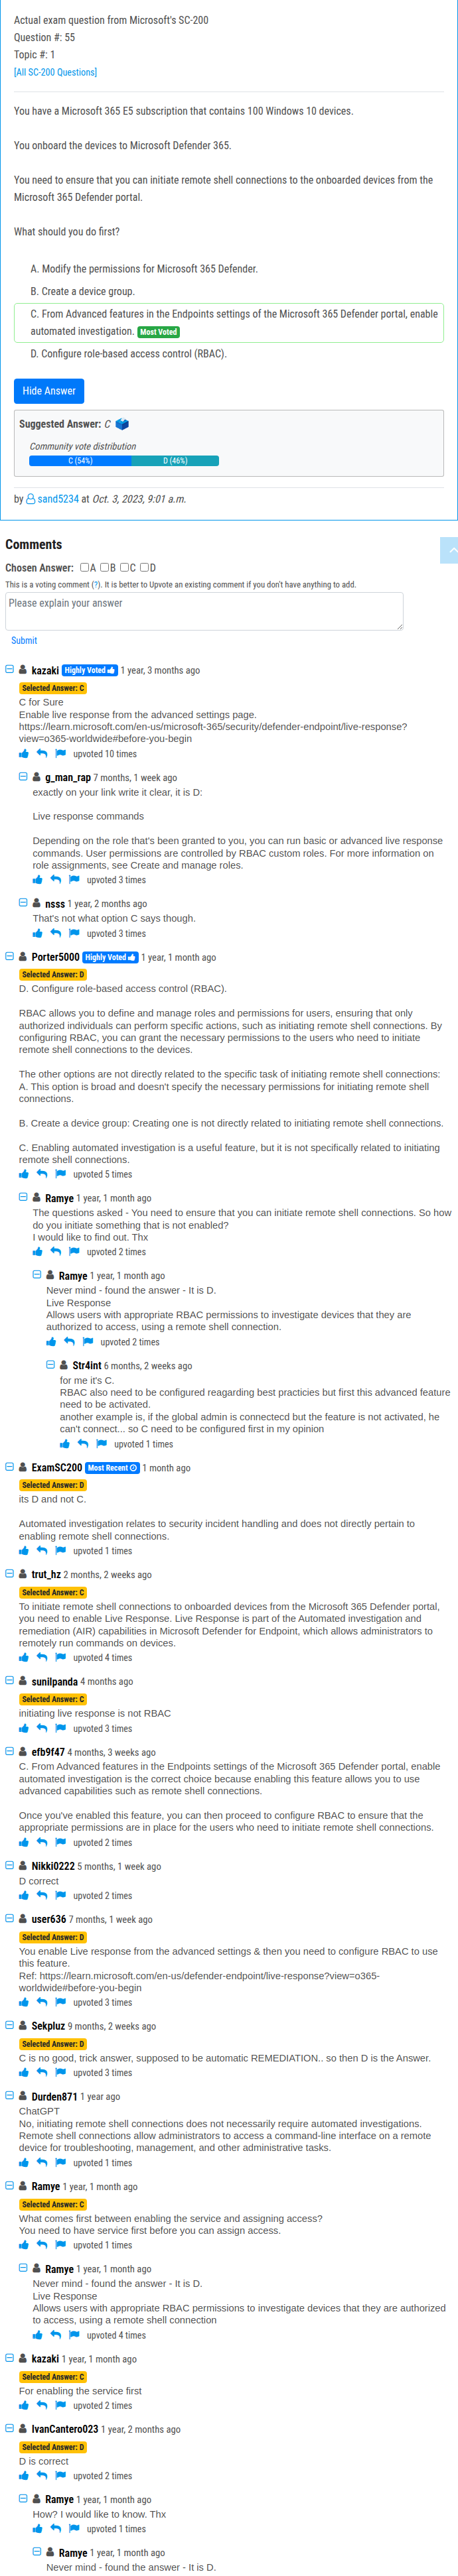 Actual exam question from Microsoft's SC-200
Question #: 55
Topic #: 1
[All SC-200 Questions]
You have a Microsoft 365 E5 subscription that contains 100 Windows 10 devices.
You onboard the devices to Microsoft Defender 365.
You need to ensure that you can initiate remote shell connections to the onboarded devices from the
Microsoft 365 Defender portal.
What should you do first?
A. Modify the permissions for Microsoft 365 Defender.
B. Create a device group.
C. From Advanced features in the Endpoints settings of the Microsoft 365 Defender portal, enable
automated investigation. Most Voted
D. Configure role-based access control (RBAC).
Hide Answer
Suggested Answer: C
Community vote distribution
C (54%) D (46%)
by sand5234 at Oct. 3, 2023, 9:01 a.m.
Comments
Chosen Answer: A B C D
This is a voting comment (?). It is better to Upvote an existing comment if you don't have anything to add.
Please explain your answer
Submit
kazaki Highly Voted 1 year, 3 months ago
Selected Answer: C
C for Sure
Enable live response from the advanced settings page.
https://learn.microsoft.com/en-us/microsoft-365/security/defender-endpoint/live-response?
view=o365-worldwide#before-you-begin
upvoted 10 times
g_man_rap 7 months, 1 week ago
exactly on your link write it clear, it is D:
Live response commands
Depending on the role that's been granted to you, you can run basic or advanced live response
commands. User permissions are controlled by RBAC custom roles. For more information on
role assignments, see Create and manage roles.
upvoted 3 times
nsss 1 year, 2 months ago
That's not what option C says though.
upvoted 3 times
Porter5000 Highly Voted 1 year, 1 month ago
Selected Answer: D
D. Configure role-based access control (RBAC).
RBAC allows you to define and manage roles and permissions for users, ensuring that only
authorized individuals can perform specific actions, such as initiating remote shell connections. By
configuring RBAC, you can grant the necessary permissions to the users who need to initiate
remote shell connections to the devices.
The other options are not directly related to the specific task of initiating remote shell connections:
A. This option is broad and doesn't specify the necessary permissions for initiating remote shell
connections.
B. Create a device group: Creating one is not directly related to initiating remote shell connections.
C. Enabling automated investigation is a useful feature, but it is not specifically related to initiating
remote shell connections.
upvoted 5 times
Ramye 1 year, 1 month ago
The questions asked - You need to ensure that you can initiate remote shell connections. So how
do you initiate something that is not enabled?
I would like to find out. Thx
upvoted 2 times
Ramye 1 year, 1 month ago
Never mind - found the answer - It is D.
Live Response
Allows users with appropriate RBAC permissions to investigate devices that they are
authorized to access, using a remote shell connection.
upvoted 2 times
Str4int 6 months, 2 weeks ago
for me it's C.
RBAC also need to be configured reagarding best practicies but first this advanced feature
need to be activated.
another example is, if the global admin is connectecd but the feature is not activated, he
can't connect... so C need to be configured first in my opinion
upvoted 1 times
ExamSC200 Most Recent 1 month ago
Selected Answer: D
its D and not C.
Automated investigation relates to security incident handling and does not directly pertain to
enabling remote shell connections.
upvoted 1 times
trut_hz 2 months, 2 weeks ago
Selected Answer: C
To initiate remote shell connections to onboarded devices from the Microsoft 365 Defender portal,
you need to enable Live Response. Live Response is part of the Automated investigation and
remediation (AIR) capabilities in Microsoft Defender for Endpoint, which allows administrators to
remotely run commands on devices.
upvoted 4 times
sunilpanda 4 months ago
Selected Answer: C
initiating live response is not RBAC
upvoted 3 times
efb9f47 4 months, 3 weeks ago
C. From Advanced features in the Endpoints settings of the Microsoft 365 Defender portal, enable
automated investigation is the correct choice because enabling this feature allows you to use
advanced capabilities such as remote shell connections.
Once you've enabled this feature, you can then proceed to configure RBAC to ensure that the
appropriate permissions are in place for the users who need to initiate remote shell connections.
upvoted 2 times
Nikki0222 5 months, 1 week ago
D correct
upvoted 2 times
user636 7 months, 1 week ago
Selected Answer: D
You enable Live response from the advanced settings & then you need to configure RBAC to use
this feature.
Ref: https://learn.microsoft.com/en-us/defender-endpoint/live-response?view=o365-
worldwide#before-you-begin
upvoted 3 times
Sekpluz 9 months, 2 weeks ago
Selected Answer: D
C is no good, trick answer, supposed to be automatic REMEDIATION.. so then D is the Answer.
upvoted 3 times
Durden871 1 year ago
ChatGPT
No, initiating remote shell connections does not necessarily require automated investigations.
Remote shell connections allow administrators to access a command-line interface on a remote
device for troubleshooting, management, and other administrative tasks.
upvoted 1 times
Ramye 1 year, 1 month ago
Selected Answer: C
What comes first between enabling the service and assigning access?
You need to have service first before you can assign access.
upvoted 1 times
Ramye 1 year, 1 month ago
Never mind - found the answer - It is D.
Live Response
Allows users with appropriate RBAC permissions to investigate devices that they are authorized
to access, using a remote shell connection
upvoted 4 times
kazaki 1 year, 1 month ago
Selected Answer: C
For enabling the service first
upvoted 2 times
IvanCantero023 1 year, 2 months ago
Selected Answer: D
D is correct
upvoted 2 times
Ramye 1 year, 1 month ago
How? I would like to know. Thx
upvoted 1 times
Ramye 1 year, 1 month ago
Never mind - found the answer - It is D.